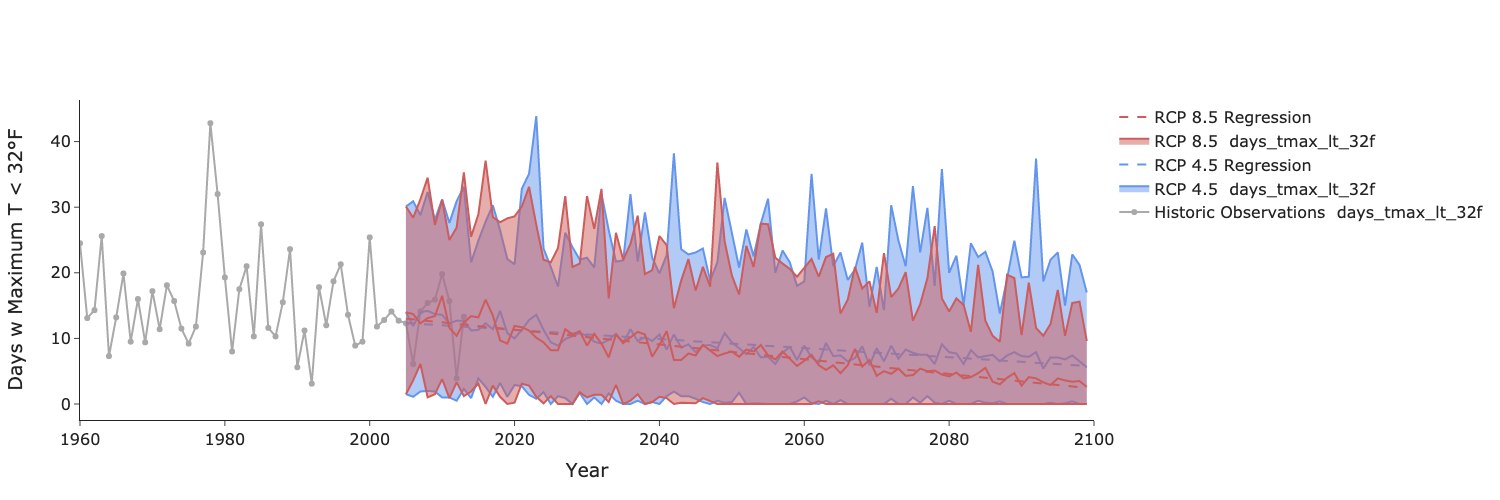 Days w Maximum T < 32°F
40
30
20
10
0
1960
1980
2000
2020
2040
2060
2080
2100
Year
RCP 8.5 Regression
RCP 8.5  days_tmax_lt_32f
RCP 4.5 Regression
RCP 4.5  days_tmax_lt_32f
Historic Observations  days_tmax_lt_32f